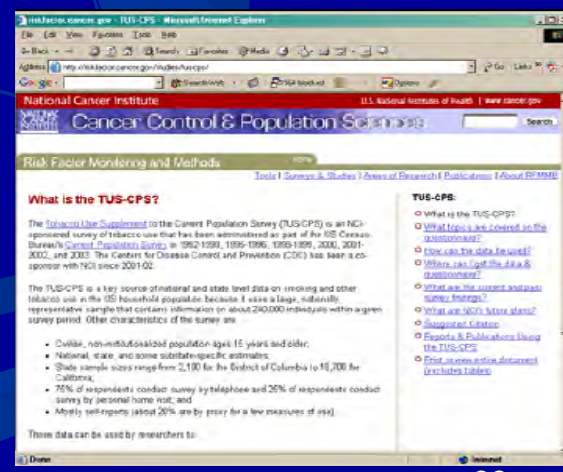 riskfactor.cancer.gov - TUS-CPS - Microsoft Internet Explorer
File Edit View Favorites Tools Help
Back Search Favorites Media
Address http://riskfactor.cancer.gov/studies/tus-cps/ Go Links
Google Search Web blocked Options
National Cancer Institute U.S. National Institutes of Health | www.cancer.gov
Cancer Control & Population Sciences Search
Risk Factor Monitoring and Methods HOME
Tools | Surveys & Studies | Areas of Research | Publications | About RFMMB
What is the TUS-CPS?
The Tobacco Use Supplement to the Current Population Survey (TUS-CPS) is an NCI-
sponsored survey of tobacco use that has been administered as part of the US Census
Bureau's Current Population Survey in 1992-1993, 1995-1996, 1998-1999, 2000, 2001-
2002, and 2003. The Centers for Disease Control and Prevention (CDC) has been a co-
sponsor with NCI since 2001-02.
The TUS-CPS is a key source of national and state level data on smoking and other
tobacco use in the US household population because it uses a large, nationally
representative sample that contains information on about 240,000 individuals within a given
survey period. Other characteristics of the survey are:
• Civilian, non-institutionalized population ages 15 years and older;
• National, state, and some substate-specific estimates;
• State sample sizes range from 2,100 for the District of Columbia to 18,700 for
California;
• 75% of respondents conduct survey by telephone and 25% of respondents conduct
survey by personal home visit; and
• Mostly self-reports (about 20% are by proxy for a few measures of use).
These data can be used by researchers to:
TUS-CPS:
What is the TUS-CPS?
What topics are covered on the
questionnaire?
How can the data be used?
Where can I get the data &
questionnaire?
What are the current and past
survey findings?
What are NCI's future plans?
Suggested Citation
Reports & Publications Using
the TUS-CPS
Print or view entire document
(excludes tables)
Done Internet